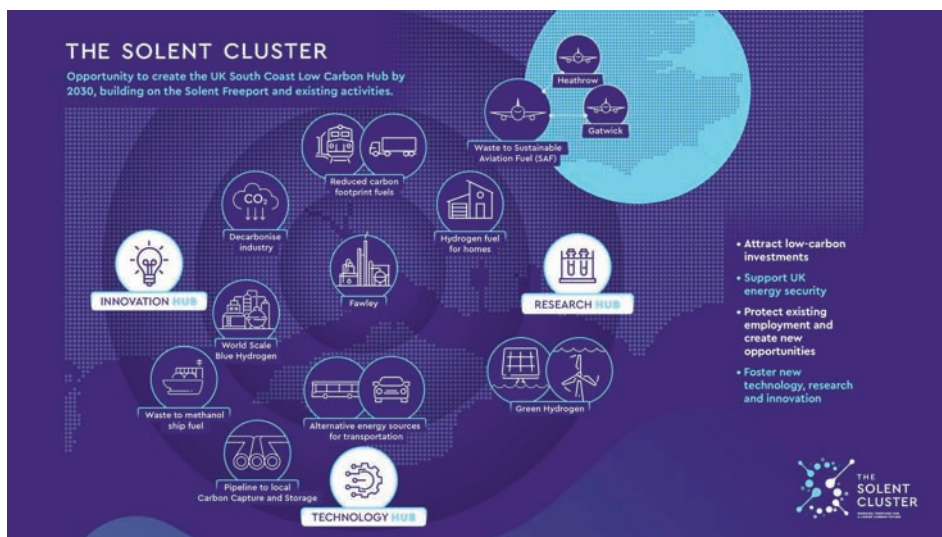 THE SOLENT CLUSTER
Opportunity to create the UK South Coast Low Carbon Hub by
2030, building on the Solent Freeport and existing activities.
Heathrow
Gatwick
Waste to Sustainable
Aviation Fuel (SAF)
Reduced carbon
footprint fuels
CO₂
Decarbonise
industry
Hydrogen fuel
for homes
INNOVATION HUB
Fawley
RESEARCH HUB
World Scale
Blue Hydrogen
Waste to methanol
ship fuel
Alternative energy sources
for transportation
Green Hydrogen
Pipeline to local
Carbon Capture and Storage
TECHNOLOGY HUB
• Attract low-carbon
investments
• Support UK
energy security
• Protect existing
employment and
create new
opportunities
• Foster new
technology, research
and innovation
THE
SOLENT
CLUSTER